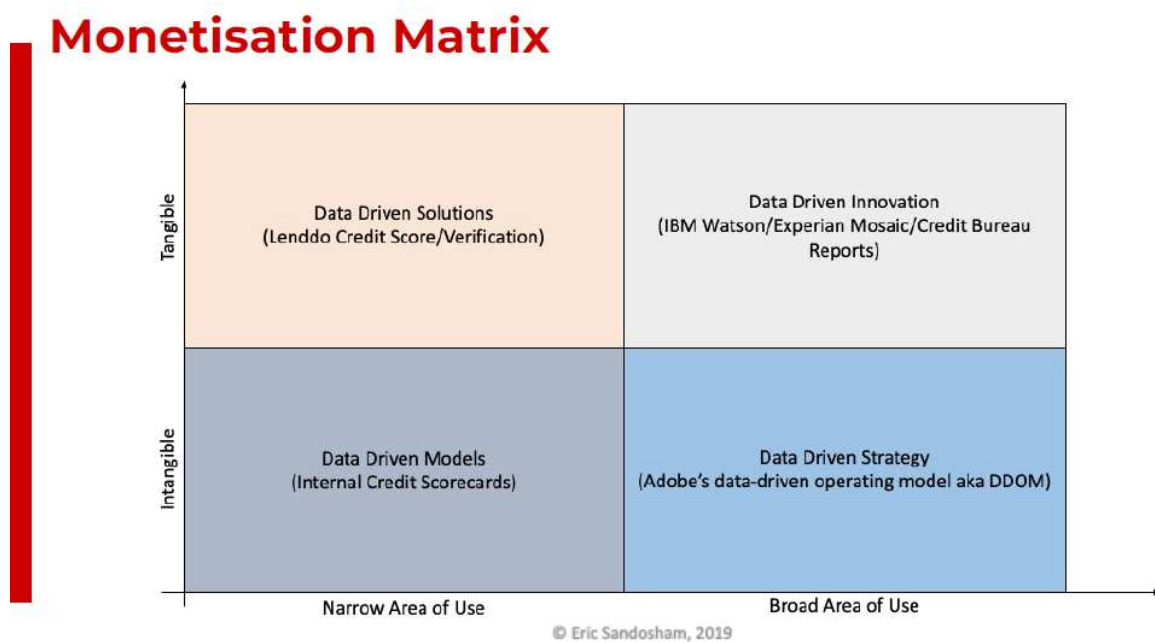 Monetisation Matrix
Tangible
Data Driven Solutions
(Lenddo Credit Score/Verification)
Data Driven Innovation
(IBM Watson/Experian Mosaic/Credit Bureau
Reports)
Intangible
Data Driven Models
(Internal Credit Scorecards)
Data Driven Strategy
(Adobe's data-driven operating model aka DDOM)
Narrow Area of Use
Broad Area of Use
© Eric Sandosham, 2019